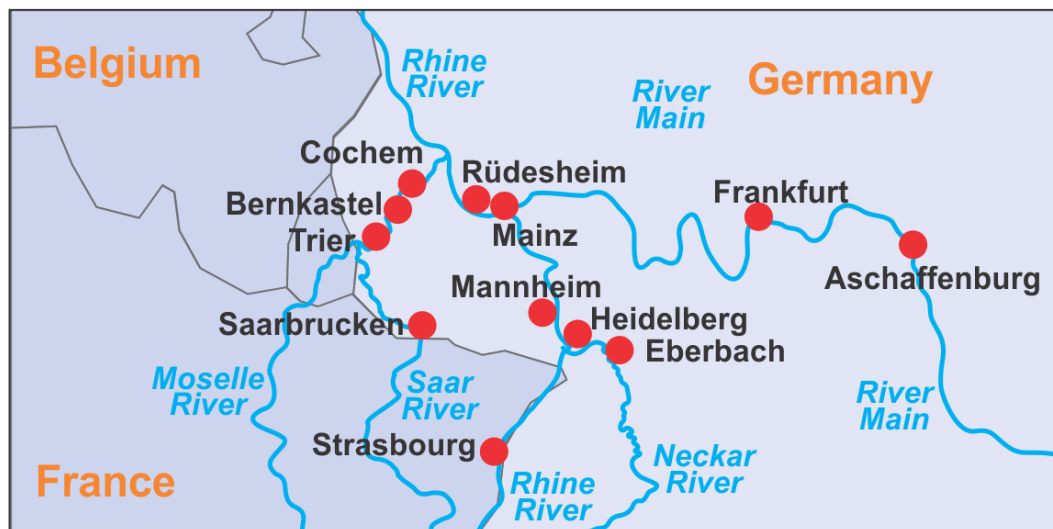 Belgium
Rhine
River
River
Main
Germany
Cochem
Rüdesheim
Bernkastel
Frankfurt
Trier
Mainz
Aschaffenburg
Mannheim
Saarbrucken
Heidelberg
Eberbach
Moselle
River
Saar
River
River
Main
Strasbourg
Neckar
River
France
Rhine
River